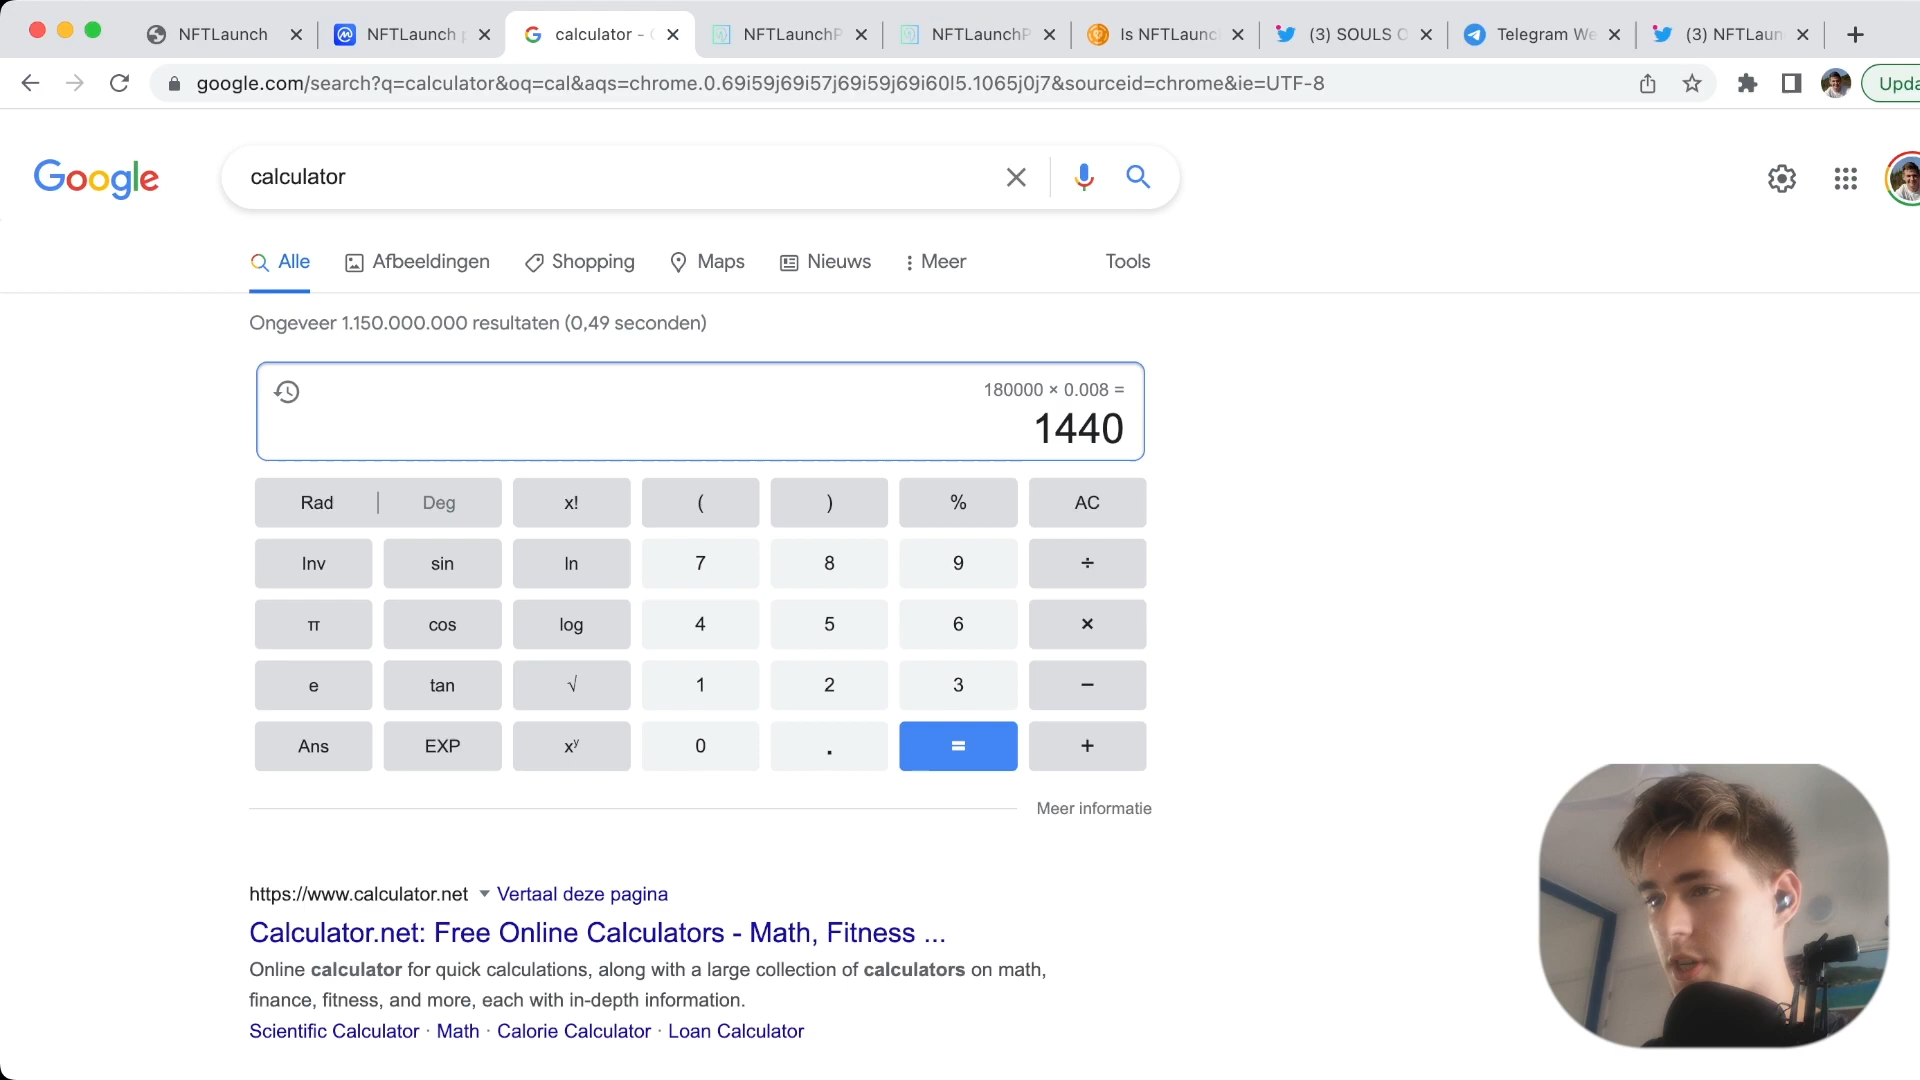 NFTLaunch
NFTLaunch
calculator -
NFTLaunchP
NFTLaunchP
Is NFTLaunc
(3) SOULS
Telegram We
(3) NFTLaun
google.com/search?q=calculator&oq=cal&aqs=chrome.0.69i59j69i57j69i59j69i60l5.1065j0j7&sourceid=chrome&ie=UTF-8
Upda
Google
calculator
Alle Afbeeldingen Shopping Maps Nieuws Meer Tools
Ongeveer 1.150.000.000 resultaten (0,49 seconden)
180000 × 0.008 =
1440
Rad | Deg x! ( ) % AC
Inv sin ln 7 8 9 ÷
π cos log 4 5 6 ×
e tan √ 1 2 3 −
Ans EXP xʸ 0 . = +
Meer informatie
https://www.calculator.net Vertaal deze pagina
Calculator.net: Free Online Calculators - Math, Fitness ...
Online calculator for quick calculations, along with a large collection of calculators on math,
finance, fitness, and more, each with in-depth information.
Scientific Calculator · Math · Calorie Calculator · Loan Calculator